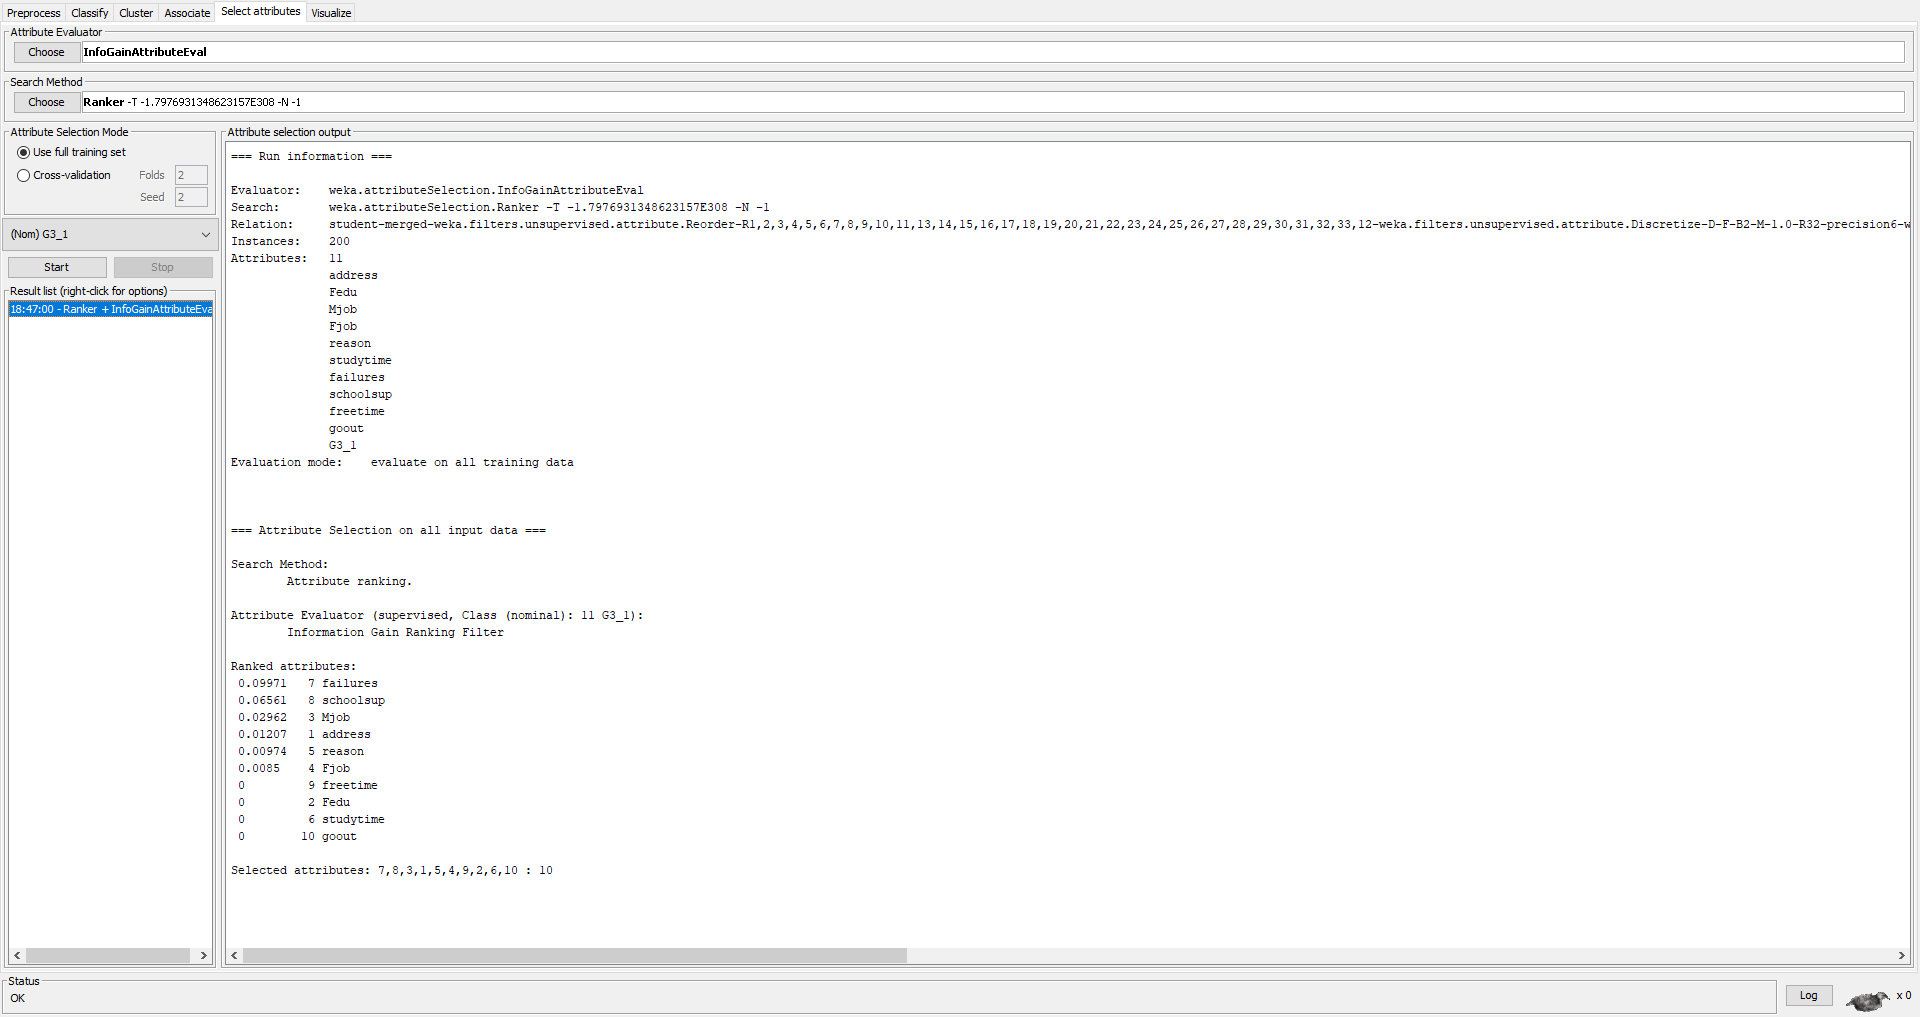 Preprocess Classify Cluster Associate Select attributes Visualize
Attribute Evaluator
Choose InfoGainAttributeEval
Search Method
Choose Ranker -T -1.7976931348623157E308 -N -1
Attribute Selection Mode
Use full training set
Cross-validation Folds 2
Seed 2
(Nom) G3_1
Start Stop
Result list (right-click for options)
18:47:00 - Ranker + InfoGainAttributeEva
Attribute selection output
=== Run information ===
Evaluator: weka.attributeSelection.InfoGainAttributeEval
Search: weka.attributeSelection.Ranker -T -1.7976931348623157E308 -N -1
Relation: student-merged-weka.filters.unsupervised.attribute.Reorder-R1,2,3,4,5,6,7,8,9,10,11,13,14,15,16,17,18,19,20,21,22,23,24,25,26,27,28,29,30,31,32,33,12-weka.filters.unsupervised.attribute.Discretize-D-F-B2-M-1.0-R32-precision6-w
Instances: 200
Attributes: 11
address
Fedu
Mjob
Fjob
reason
studytime
failures
schoolsup
freetime
goout
G3_1
Evaluation mode: evaluate on all training data
=== Attribute Selection on all input data ===
Search Method:
Attribute ranking.
Attribute Evaluator (supervised, Class (nominal): 11 G3_1):
Information Gain Ranking Filter
Ranked attributes:
0.09971 7 failures
0.06561 8 schoolsup
0.02962 3 Mjob
0.01207 1 address
0.00974 5 reason
0.0085 4 Fjob
0 9 freetime
0 2 Fedu
0 6 studytime
0 10 goout
Selected attributes: 7,8,3,1,5,4,9,2,6,10 : 10
Status
OK
Log x 0